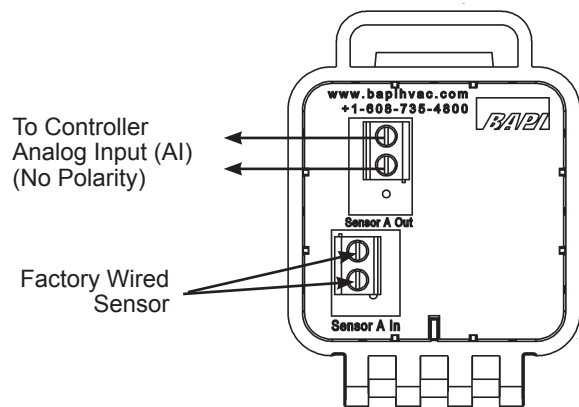 www.bapihvac.com
+1-608-735-4800
BAPI
To Controller
Analog Input (AI)
(No Polarity)
Sensor A Out
Factory Wired
Sensor
Sensor A In